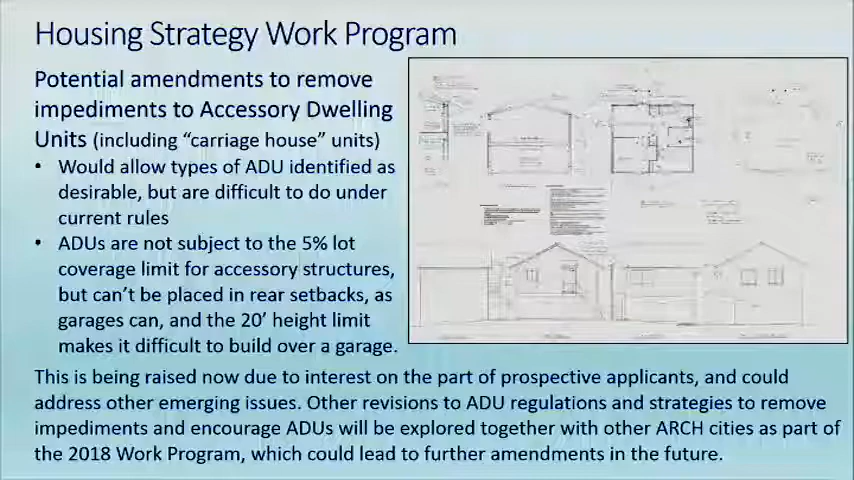 Housing Strategy Work Program
Potential amendments to remove
impediments to Accessory Dwelling
Units (including “carriage house” units)
• Would allow types of ADU identified as
desirable, but are difficult to do under
current rules
• ADUs are not subject to the 5% lot
coverage limit for accessory structures,
but can’t be placed in rear setbacks, as
garages can, and the 20’ height limit
makes it difficult to build over a garage.
This is being raised now due to interest on the part of prospective applicants, and could
address other emerging issues. Other revisions to ADU regulations and strategies to remove
impediments and encourage ADUs will be explored together with other ARCH cities as part of
the 2018 Work Program, which could lead to further amendments in the future.